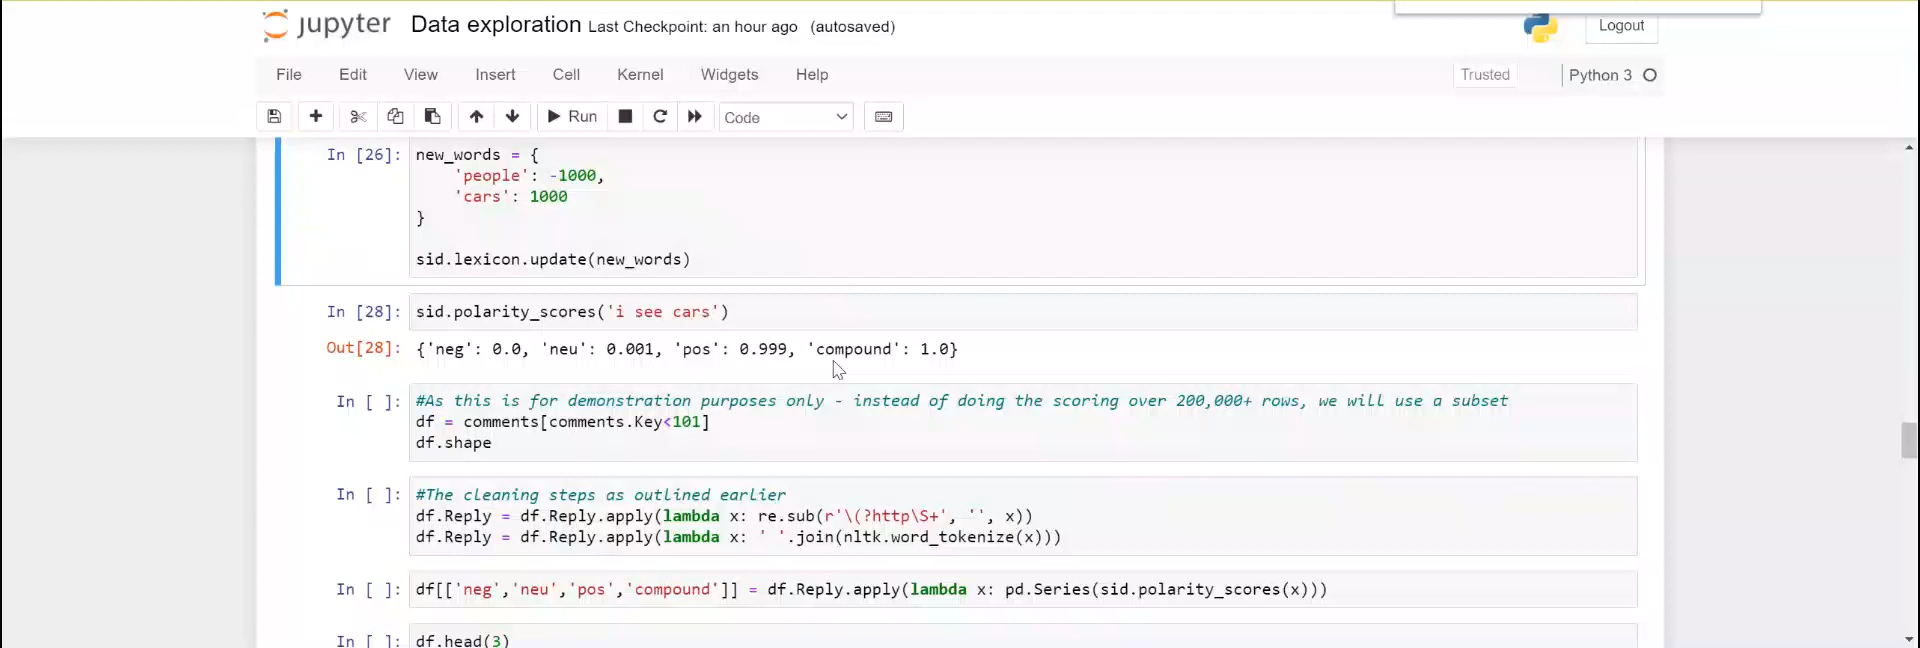 jupyter Data exploration Last Checkpoint: an hour ago (autosaved) Logout
File Edit View Insert Cell Kernel Widgets Help Trusted Python 3
Run Code
In [26]: new_words = {
'people': -1000,
'cars': 1000
}
sid.lexicon.update(new_words)
In [28]: sid.polarity_scores('i see cars')
Out[28]: {'neg': 0.0, 'neu': 0.001, 'pos': 0.999, 'compound': 1.0}
In [ ]: #As this is for demonstration purposes only - instead of doing the scoring over 200,000+ rows, we will use a subset
df = comments[comments.Key<101]
df.shape
In [ ]: #The cleaning steps as outlined earlier
df.Reply = df.Reply.apply(lambda x: re.sub(r'\(?http\S+', '', x))
df.Reply = df.Reply.apply(lambda x: ' '.join(nltk.word_tokenize(x)))
In [ ]: df[['neg','neu','pos','compound']] = df.Reply.apply(lambda x: pd.Series(sid.polarity_scores(x)))
In [ ]: df.head(3)